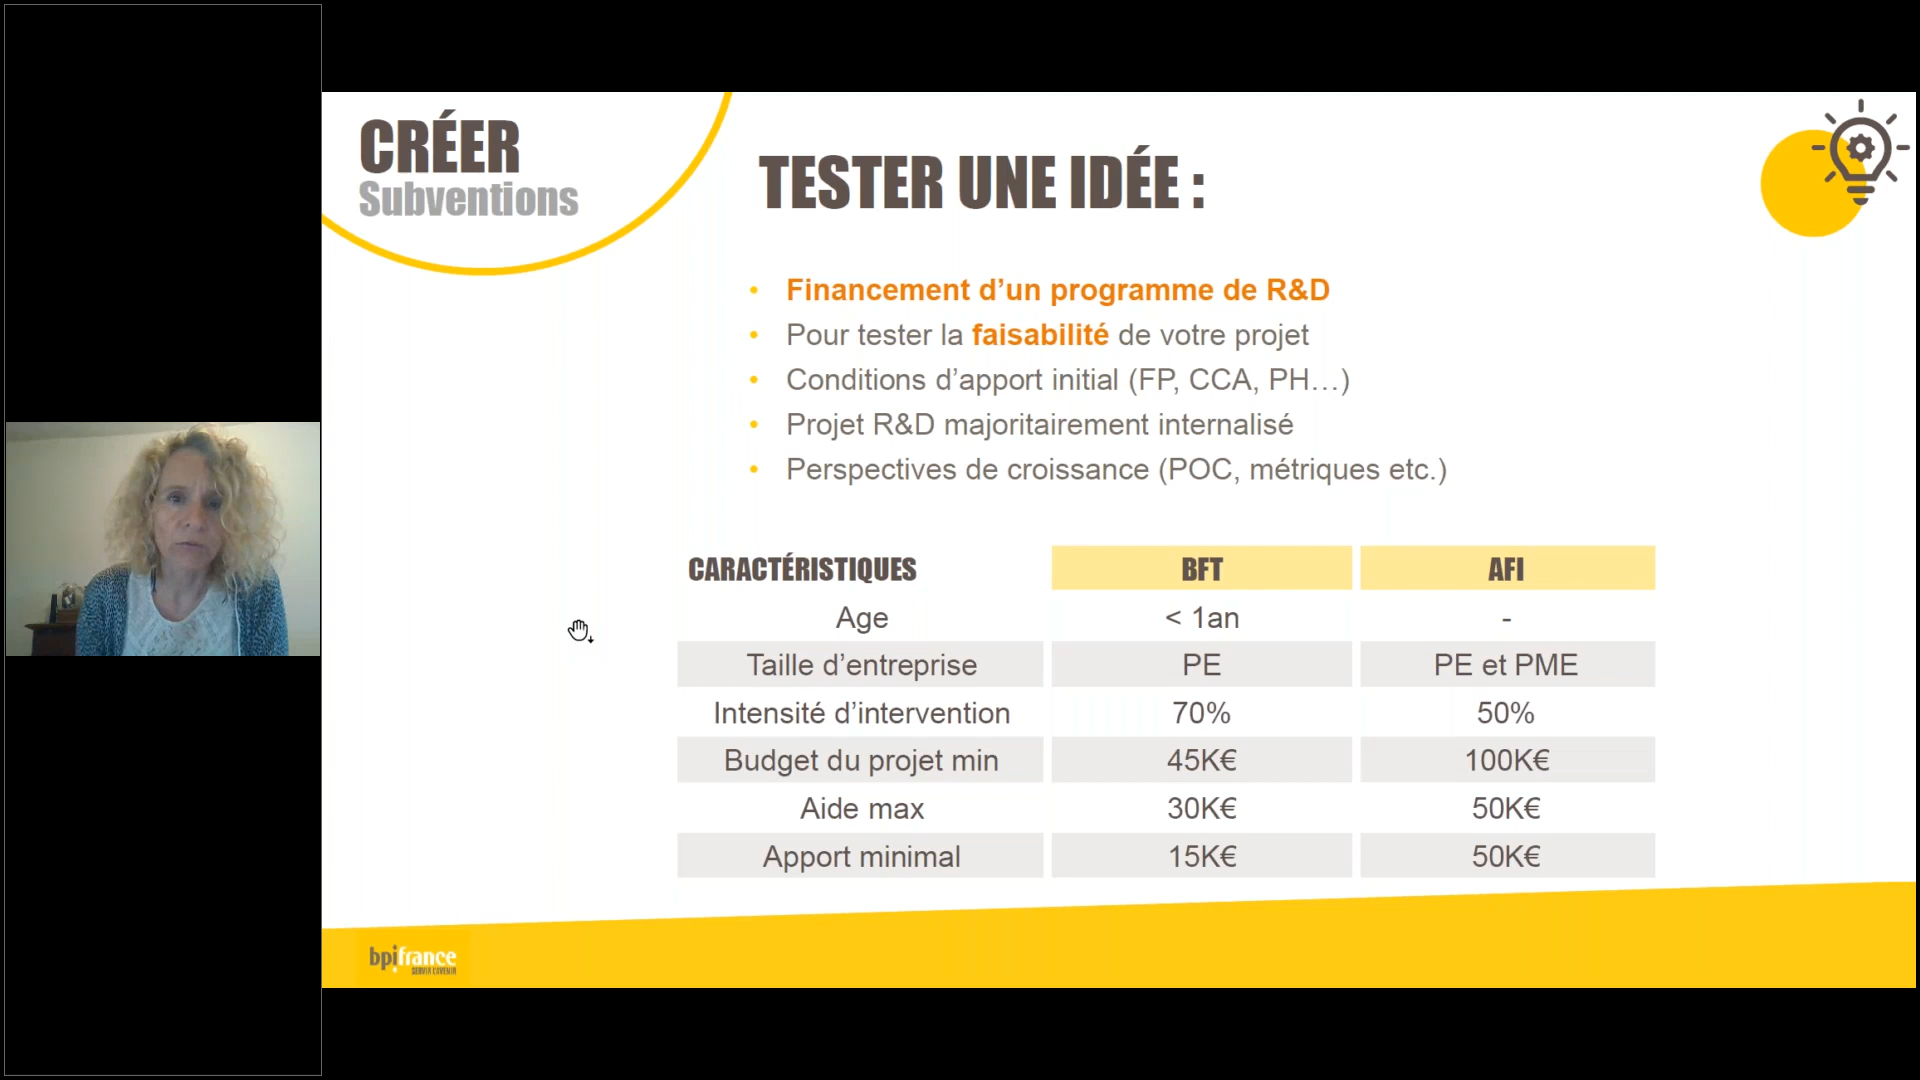 CRÉER
Subventions
TESTER UNE IDÉE :
• Financement d’un programme de R&D
• Pour tester la faisabilité de votre projet
• Conditions d’apport initial (FP, CCA, PH…)
• Projet R&D majoritairement internalisé
• Perspectives de croissance (POC, métriques etc.)
CARACTÉRISTIQUES BFT AFI
Age < 1an -
Taille d’entreprise PE PE et PME
Intensité d’intervention 70% 50%
Budget du projet min 45K€ 100K€
Aide max 30K€ 50K€
Apport minimal 15K€ 50K€
bpifrance
SERVIR L'AVENIR